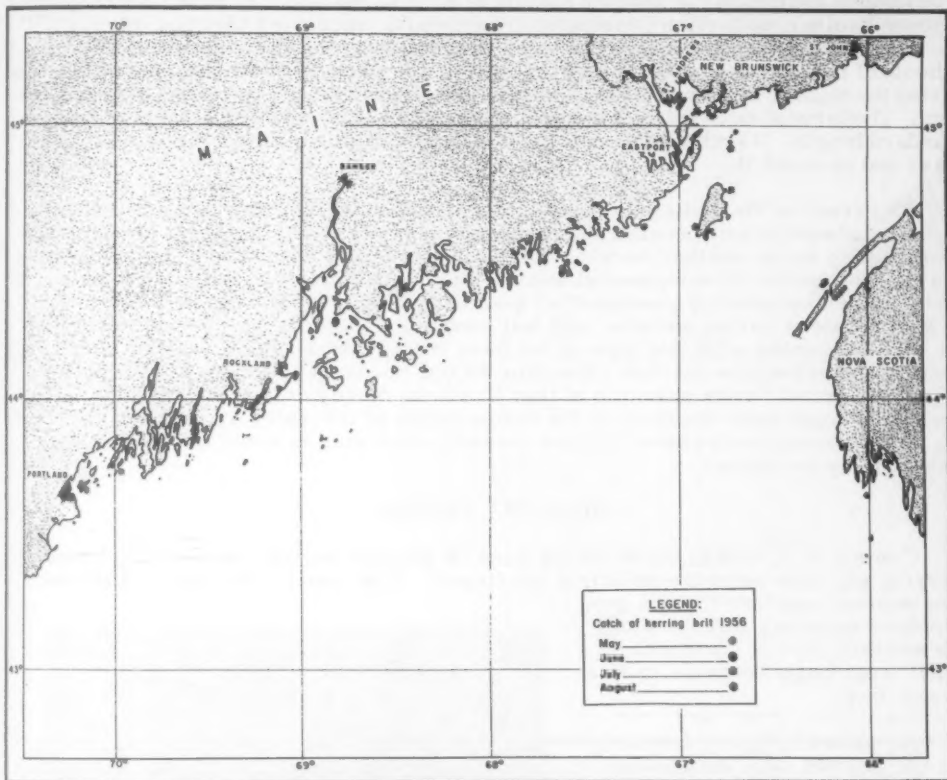 70°
69°
68°
67°
66°
ST. JOHN
NEW BRUNSWICK
MAINE
45°
45°
EASTPORT
BANGOR
NOVA SCOTIA
ROCKLAND
44°
44°
PORTLAND
LEGEND:
Catch of herring brit 1956
May
June
July
August
43°
43°
70°
69°
68°
67°
66°